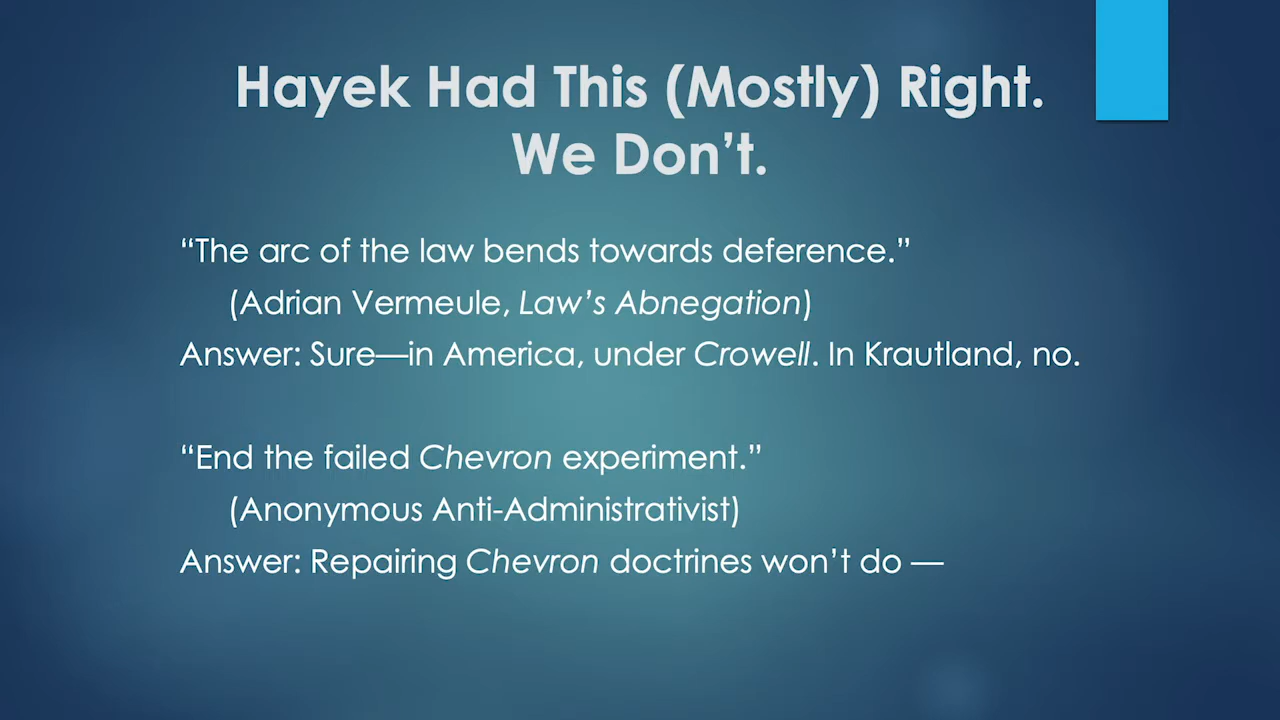 Hayek Had This (Mostly) Right.
We Don’t.
“The arc of the law bends towards deference.”
(Adrian Vermeule, Law’s Abnegation)
Answer: Sure—in America, under Crowell. In Krautland, no.
“End the failed Chevron experiment.”
(Anonymous Anti-Administrativist)
Answer: Repairing Chevron doctrines won’t do —